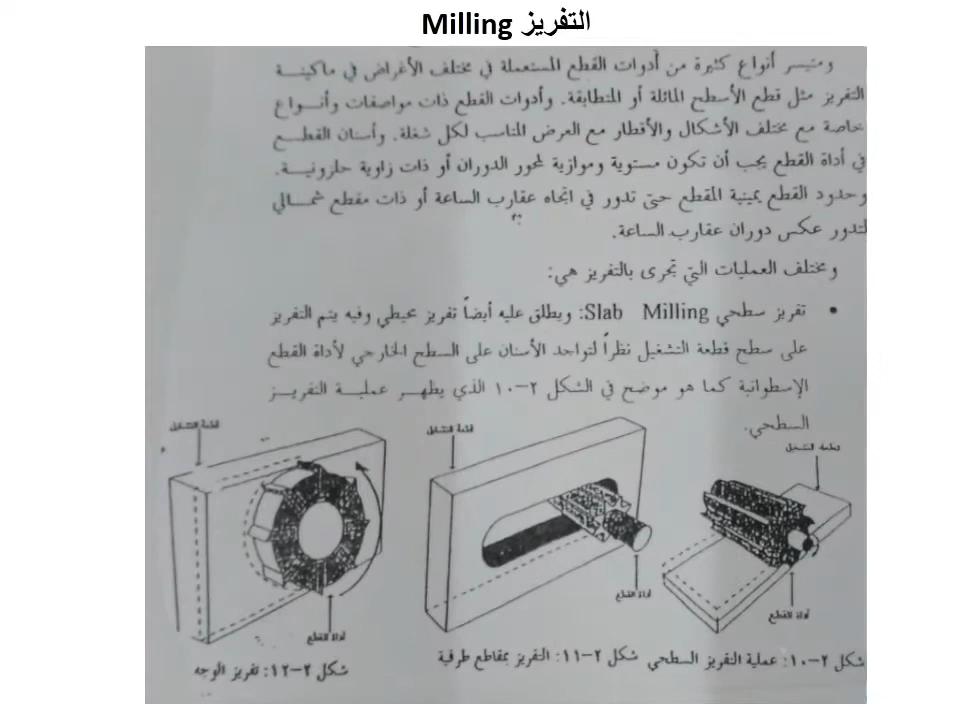 التفريز Milling
ومتيسر أنواع كثيرة من أدوات القطع المستعملة في مختلف الأغراض في ماكينة
التفريز مثل قطع الأسطح المائلة أو المتطابقة. وأدوات القطع ذات مواصفات وأنواع
خاصة مع مختلف الأشكال والأقطار مع العرض المناسب لكل شغلة. وأسنان القطع
في أداة القطع يجب أن تكون مستوية وموازية لمحور الدوران أو ذات زاوية حلزونية.
وحدود القطع يمينية المقطع حتى تدور في اتجاه عقارب الساعة أو ذات مقطع شمالي
لتدور عكس دوران عقارب الساعة.
ومختلف العمليات التي تجرى بالتفريز هي:
• تفريز سطحي Slab Milling: ويطلق عليه أيضاً تفريز محيطي وفيه يتم التفريز
على سطح قطعة التشغيل نظراً لتواجد الأسنان على السطح الخارجي لأداة القطع
الإسطوانية كما هو موضح في الشكل ٢-١٠ الذي يظهر عملية التفريز
السطحي.
قطعة التشغيل
قطعة التشغيل
قطعة التشغيل
أداة القطع
أداة القطع
أداة القطع
شكل ٢-١٠: عملية التفريز السطحي
شكل ٢-١١: التفريز بمقاطع طرفية
شكل ٢-١٢: تفريز الوجه